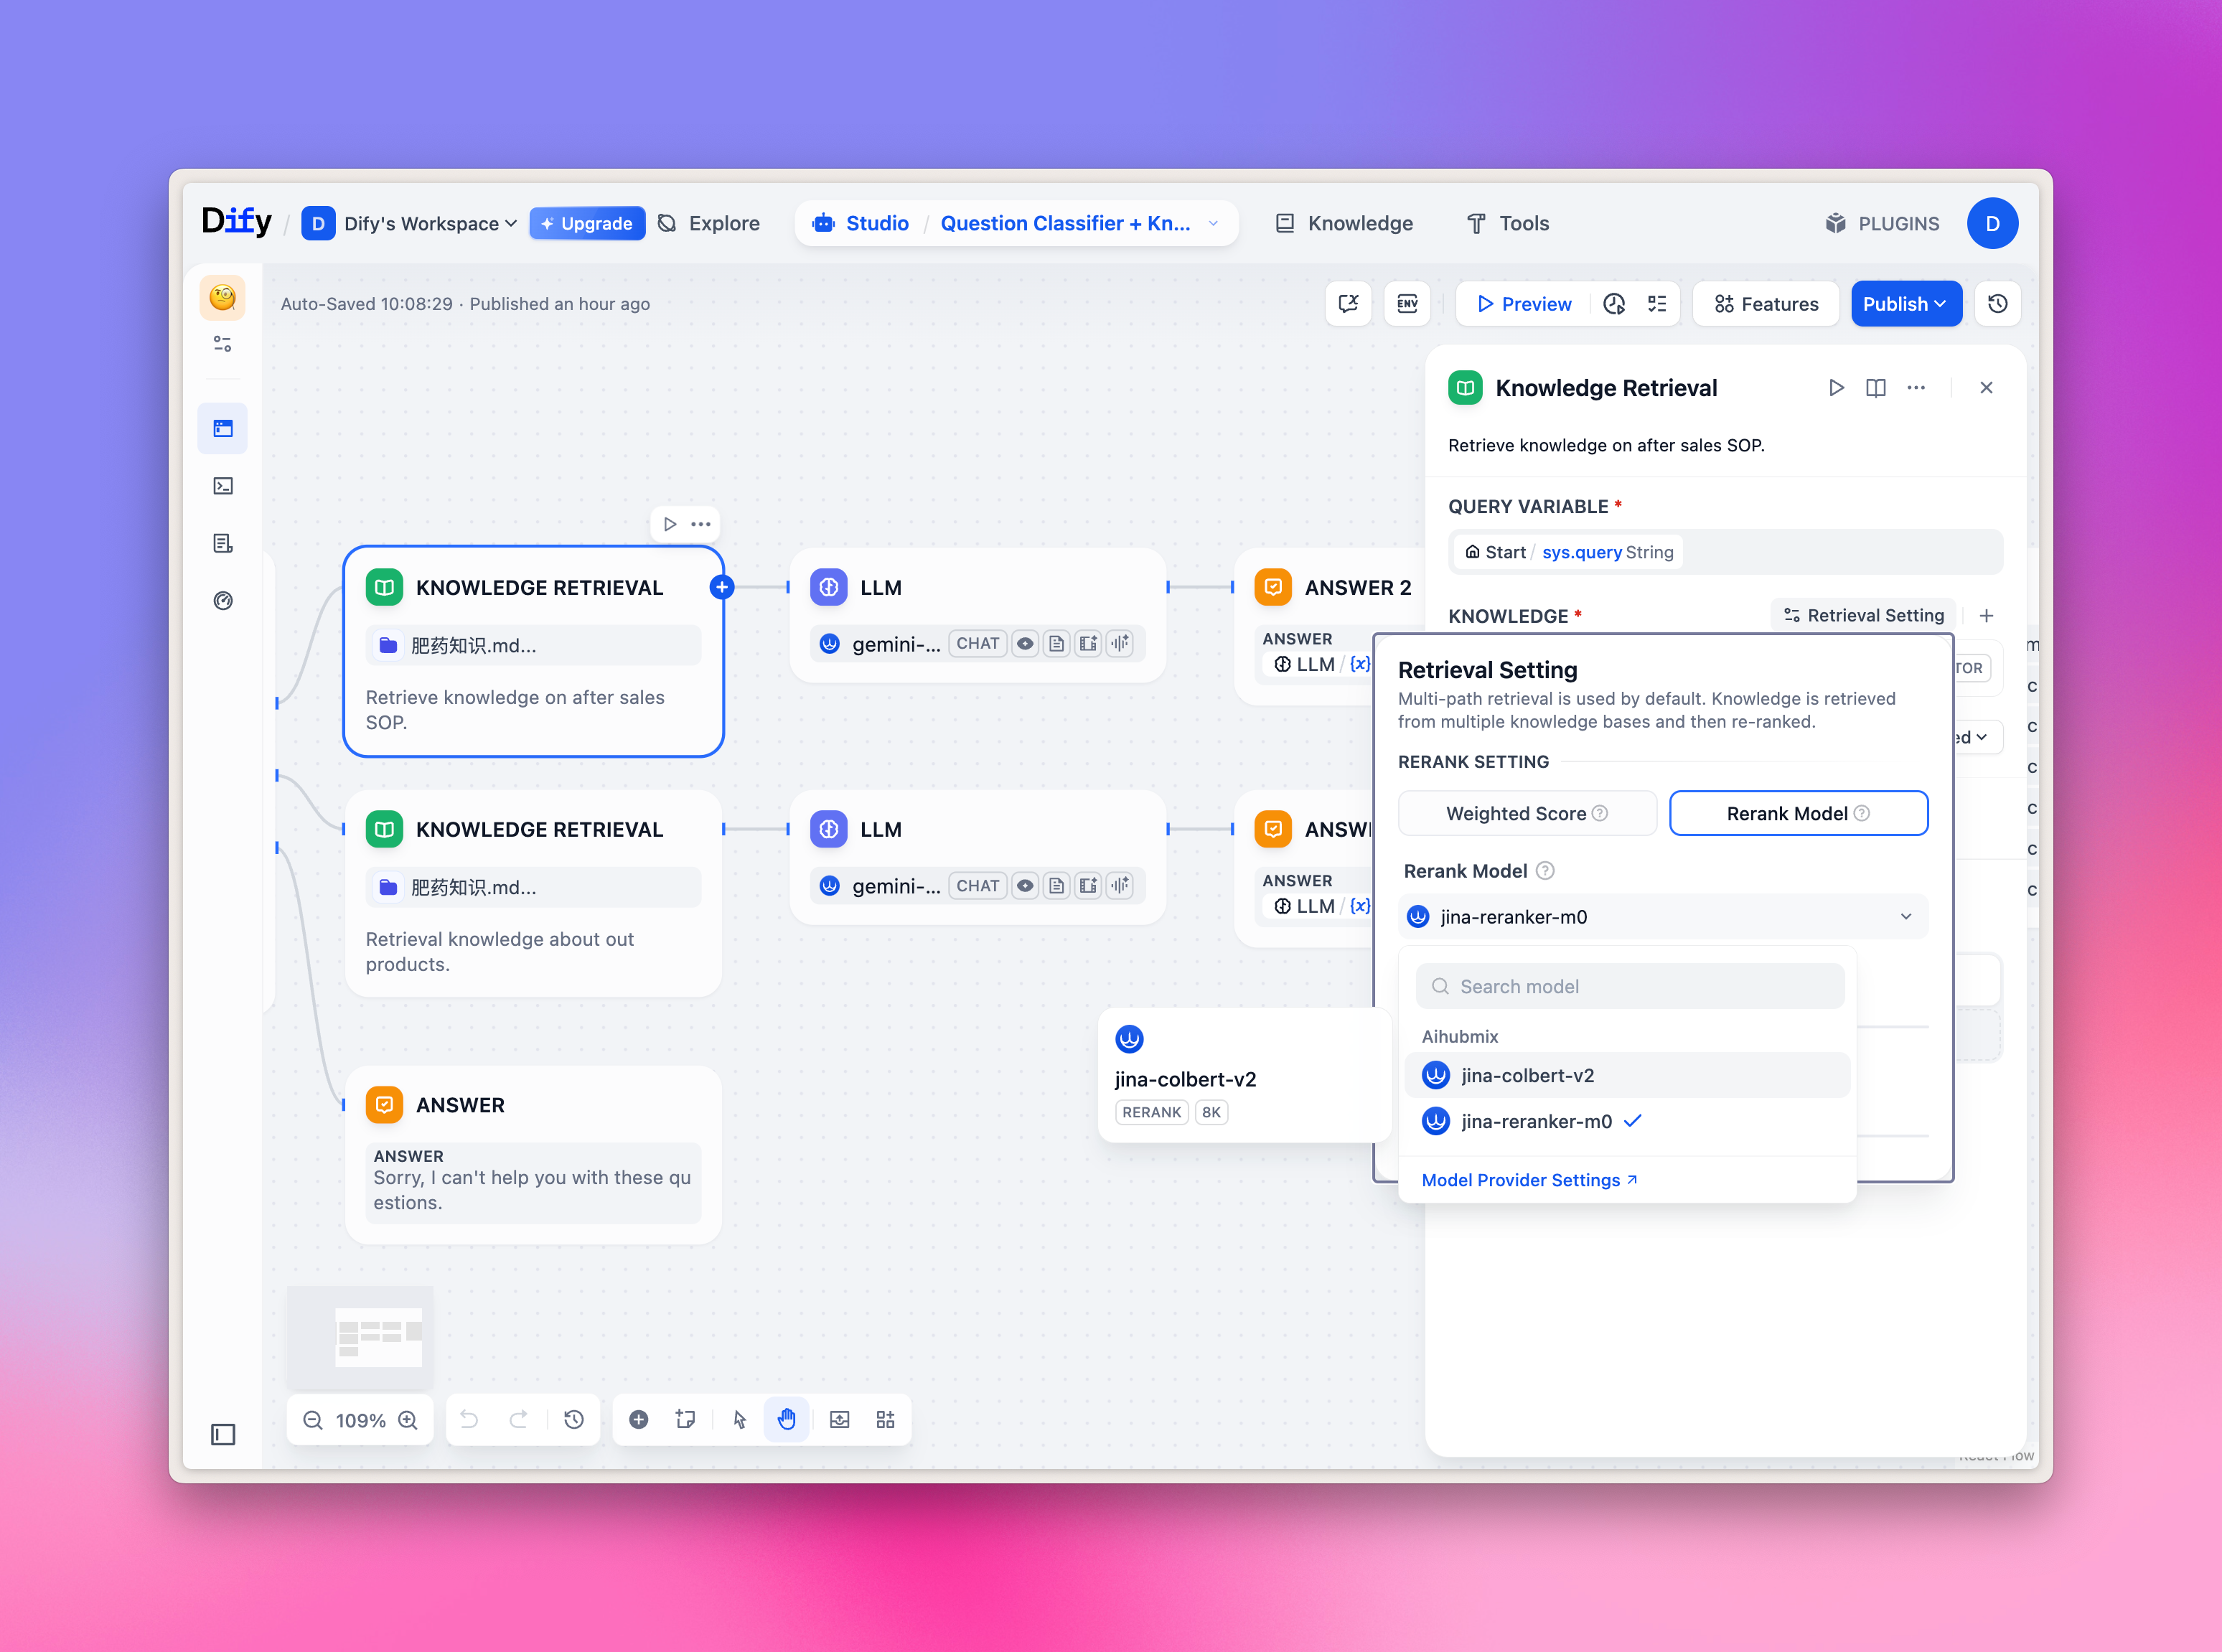 Dify / D Dify's Workspace Upgrade Explore Studio / Question Classifier + Kn... Knowledge Tools PLUGINS D
Auto-Saved 10:08:29 · Published an hour ago
ENV Preview Features Publish
KNOWLEDGE RETRIEVAL
肥药知识.md...
Retrieve knowledge on after sales
SOP.
LLM
gemini-... CHAT
ANSWER 2
ANSWER
LLM / {x}
KNOWLEDGE RETRIEVAL
肥药知识.md...
Retrieval knowledge about out
products.
LLM
gemini-... CHAT
ANSW
ANSWER
LLM / {x}
ANSWER
ANSWER
Sorry, I can't help you with these qu
estions.
Knowledge Retrieval
Retrieve knowledge on after sales SOP.
QUERY VARIABLE *
Start / sys.query String
KNOWLEDGE * Retrieval Setting
TOR
ed
Retrieval Setting
Multi-path retrieval is used by default. Knowledge is retrieved
from multiple knowledge bases and then re-ranked.
RERANK SETTING
Weighted Score Rerank Model
Rerank Model
jina-reranker-m0
Search model
Aihubmix
jina-colbert-v2
jina-reranker-m0
Model Provider Settings
jina-colbert-v2
RERANK 8K
109%